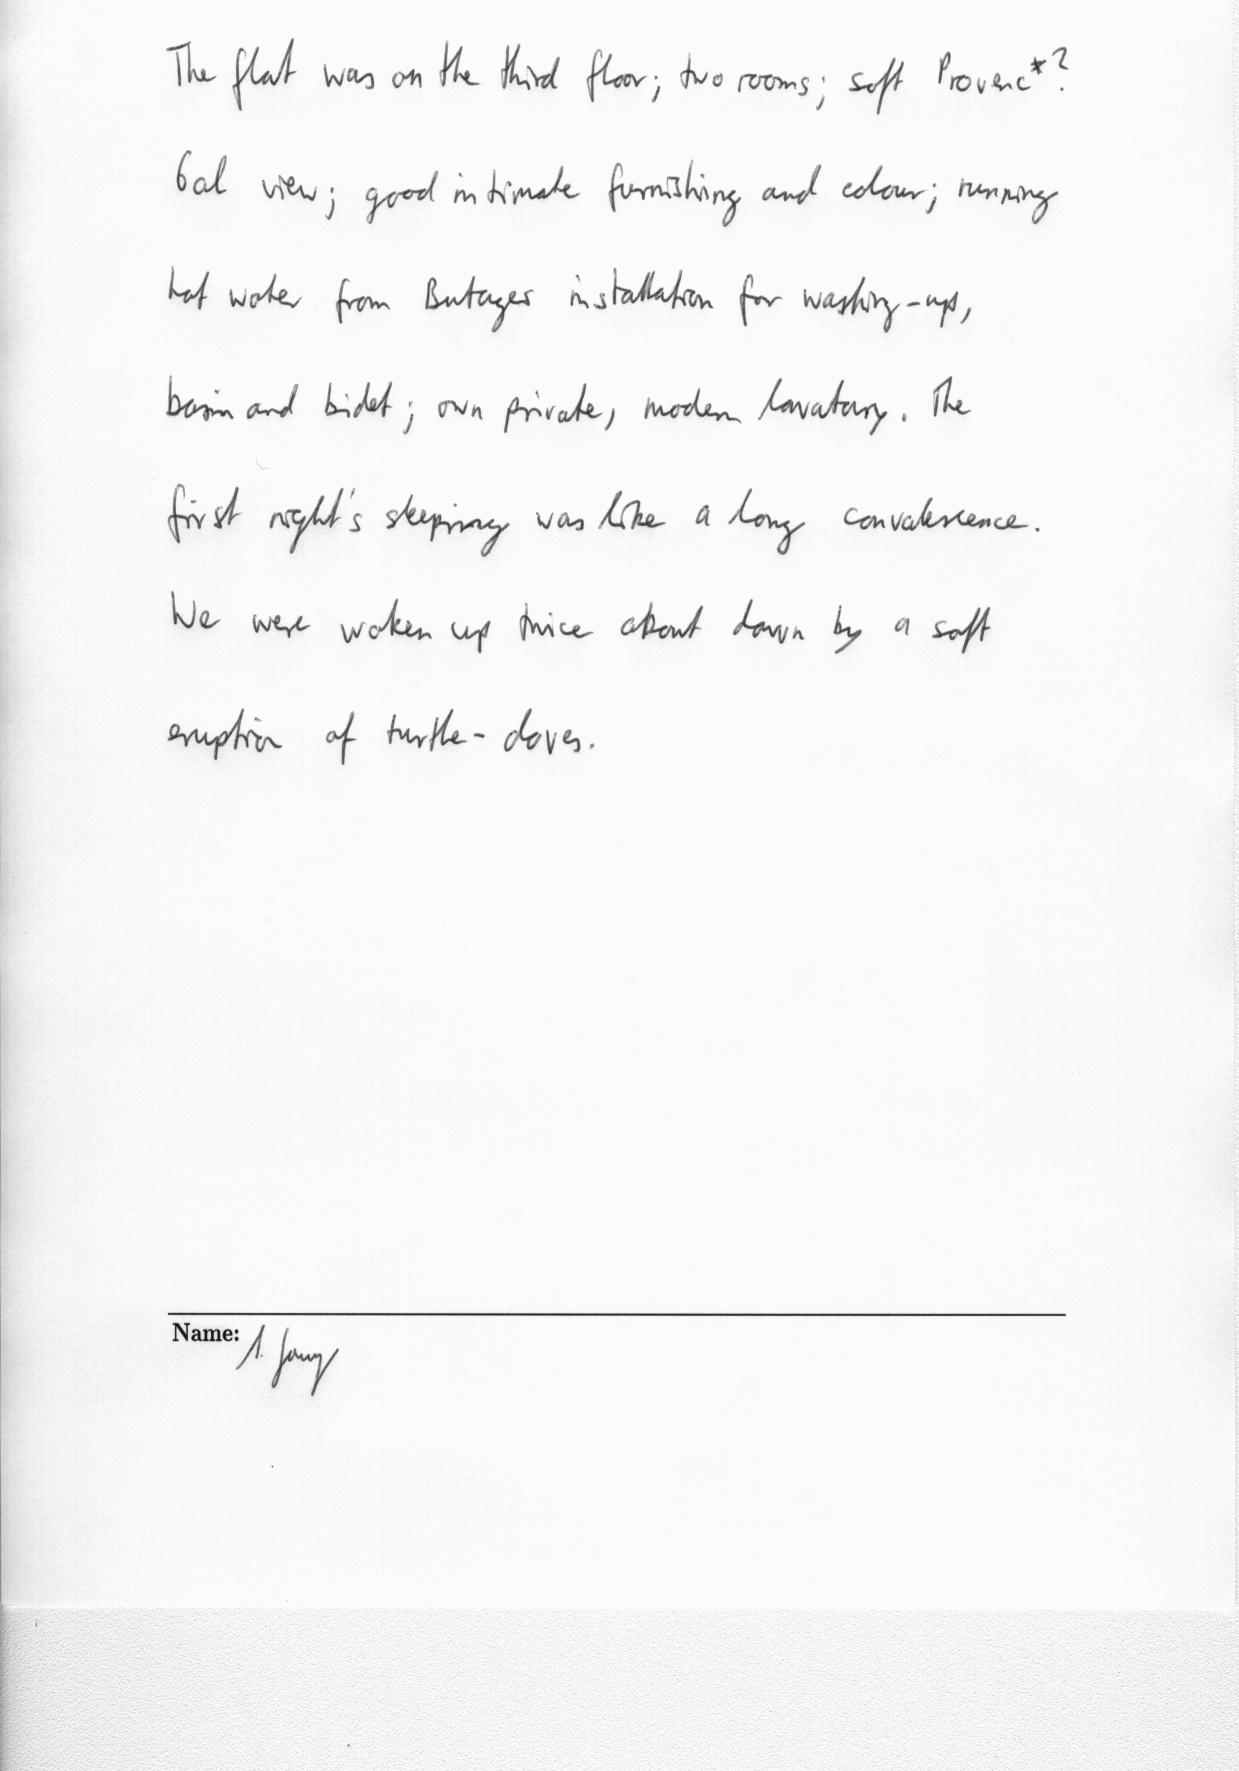 The flat was on the third floor; two rooms; soft Provenc*?
6al view; good intimate furnishing and colour; running
hot water from Butagas installation for washing-up,
basin and bidet; own private, modern lavatory. The
first night's sleeping was like a long convalescence.
We were woken up twice about dawn by a soft
eruption of turtle-doves.
Name: